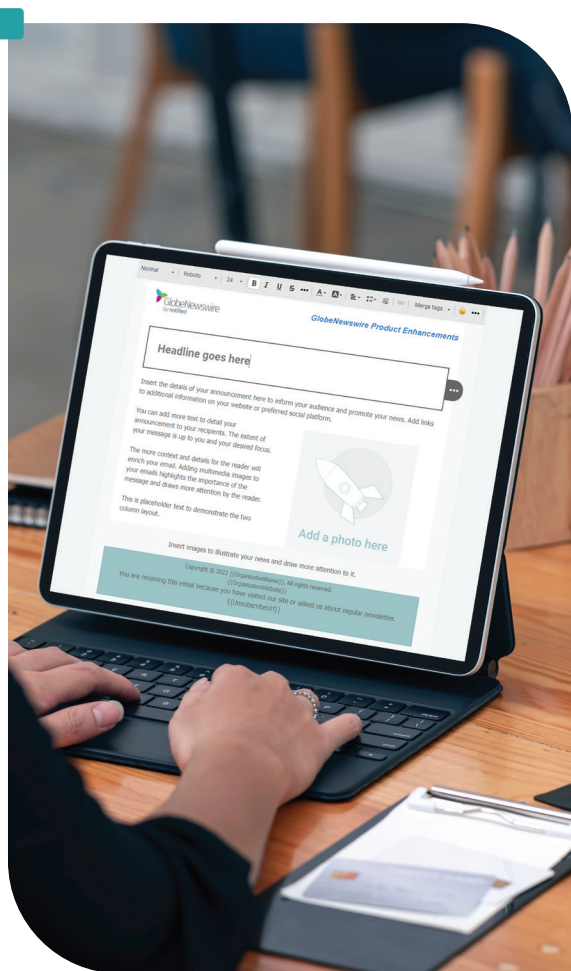 Normal Roboto 24 B I U S ••• A A Merge tags •••
GlobeNewswire
by notified
GlobeNewswire Product Enhancements
Headline goes here
Insert the details of your announcement here to inform your audience and promote your news. Add links
to additional information on your website or preferred social platform.
You can add more text to detail your
announcement to your recipients. The extent of
your message is up to you and your desired focus.
The more context and details for the reader will
enrich your email. Adding multimedia images to
your emails highlights the importance of the
message and draws more attention by the reader.
This is placeholder text to demonstrate the two
column layout.
Add a photo here
Insert images to illustrate your news and draw more attention to it.
Copyright © 2022 {{OrganizationName}}, All rights reserved.
{{OrganizationWebsite}}
You are receiving this email because you have visited our site or asked us about regular newsletter.
{{UnsubscribeUrl}}